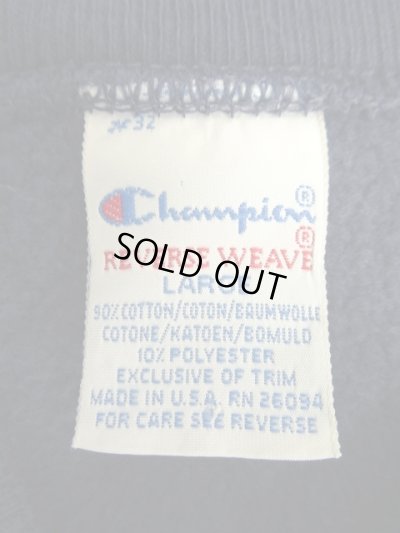 #32
Champion®
REVERSE WEAVE®
SOLD OUT
LARGE
90% COTTON/COTON/BAUMWOLLE
COTONE/KATOEN/BOMULD
10% POLYESTER
EXCLUSIVE OF TRIM
MADE IN U.S.A. RN 26094
FOR CARE SEE REVERSE